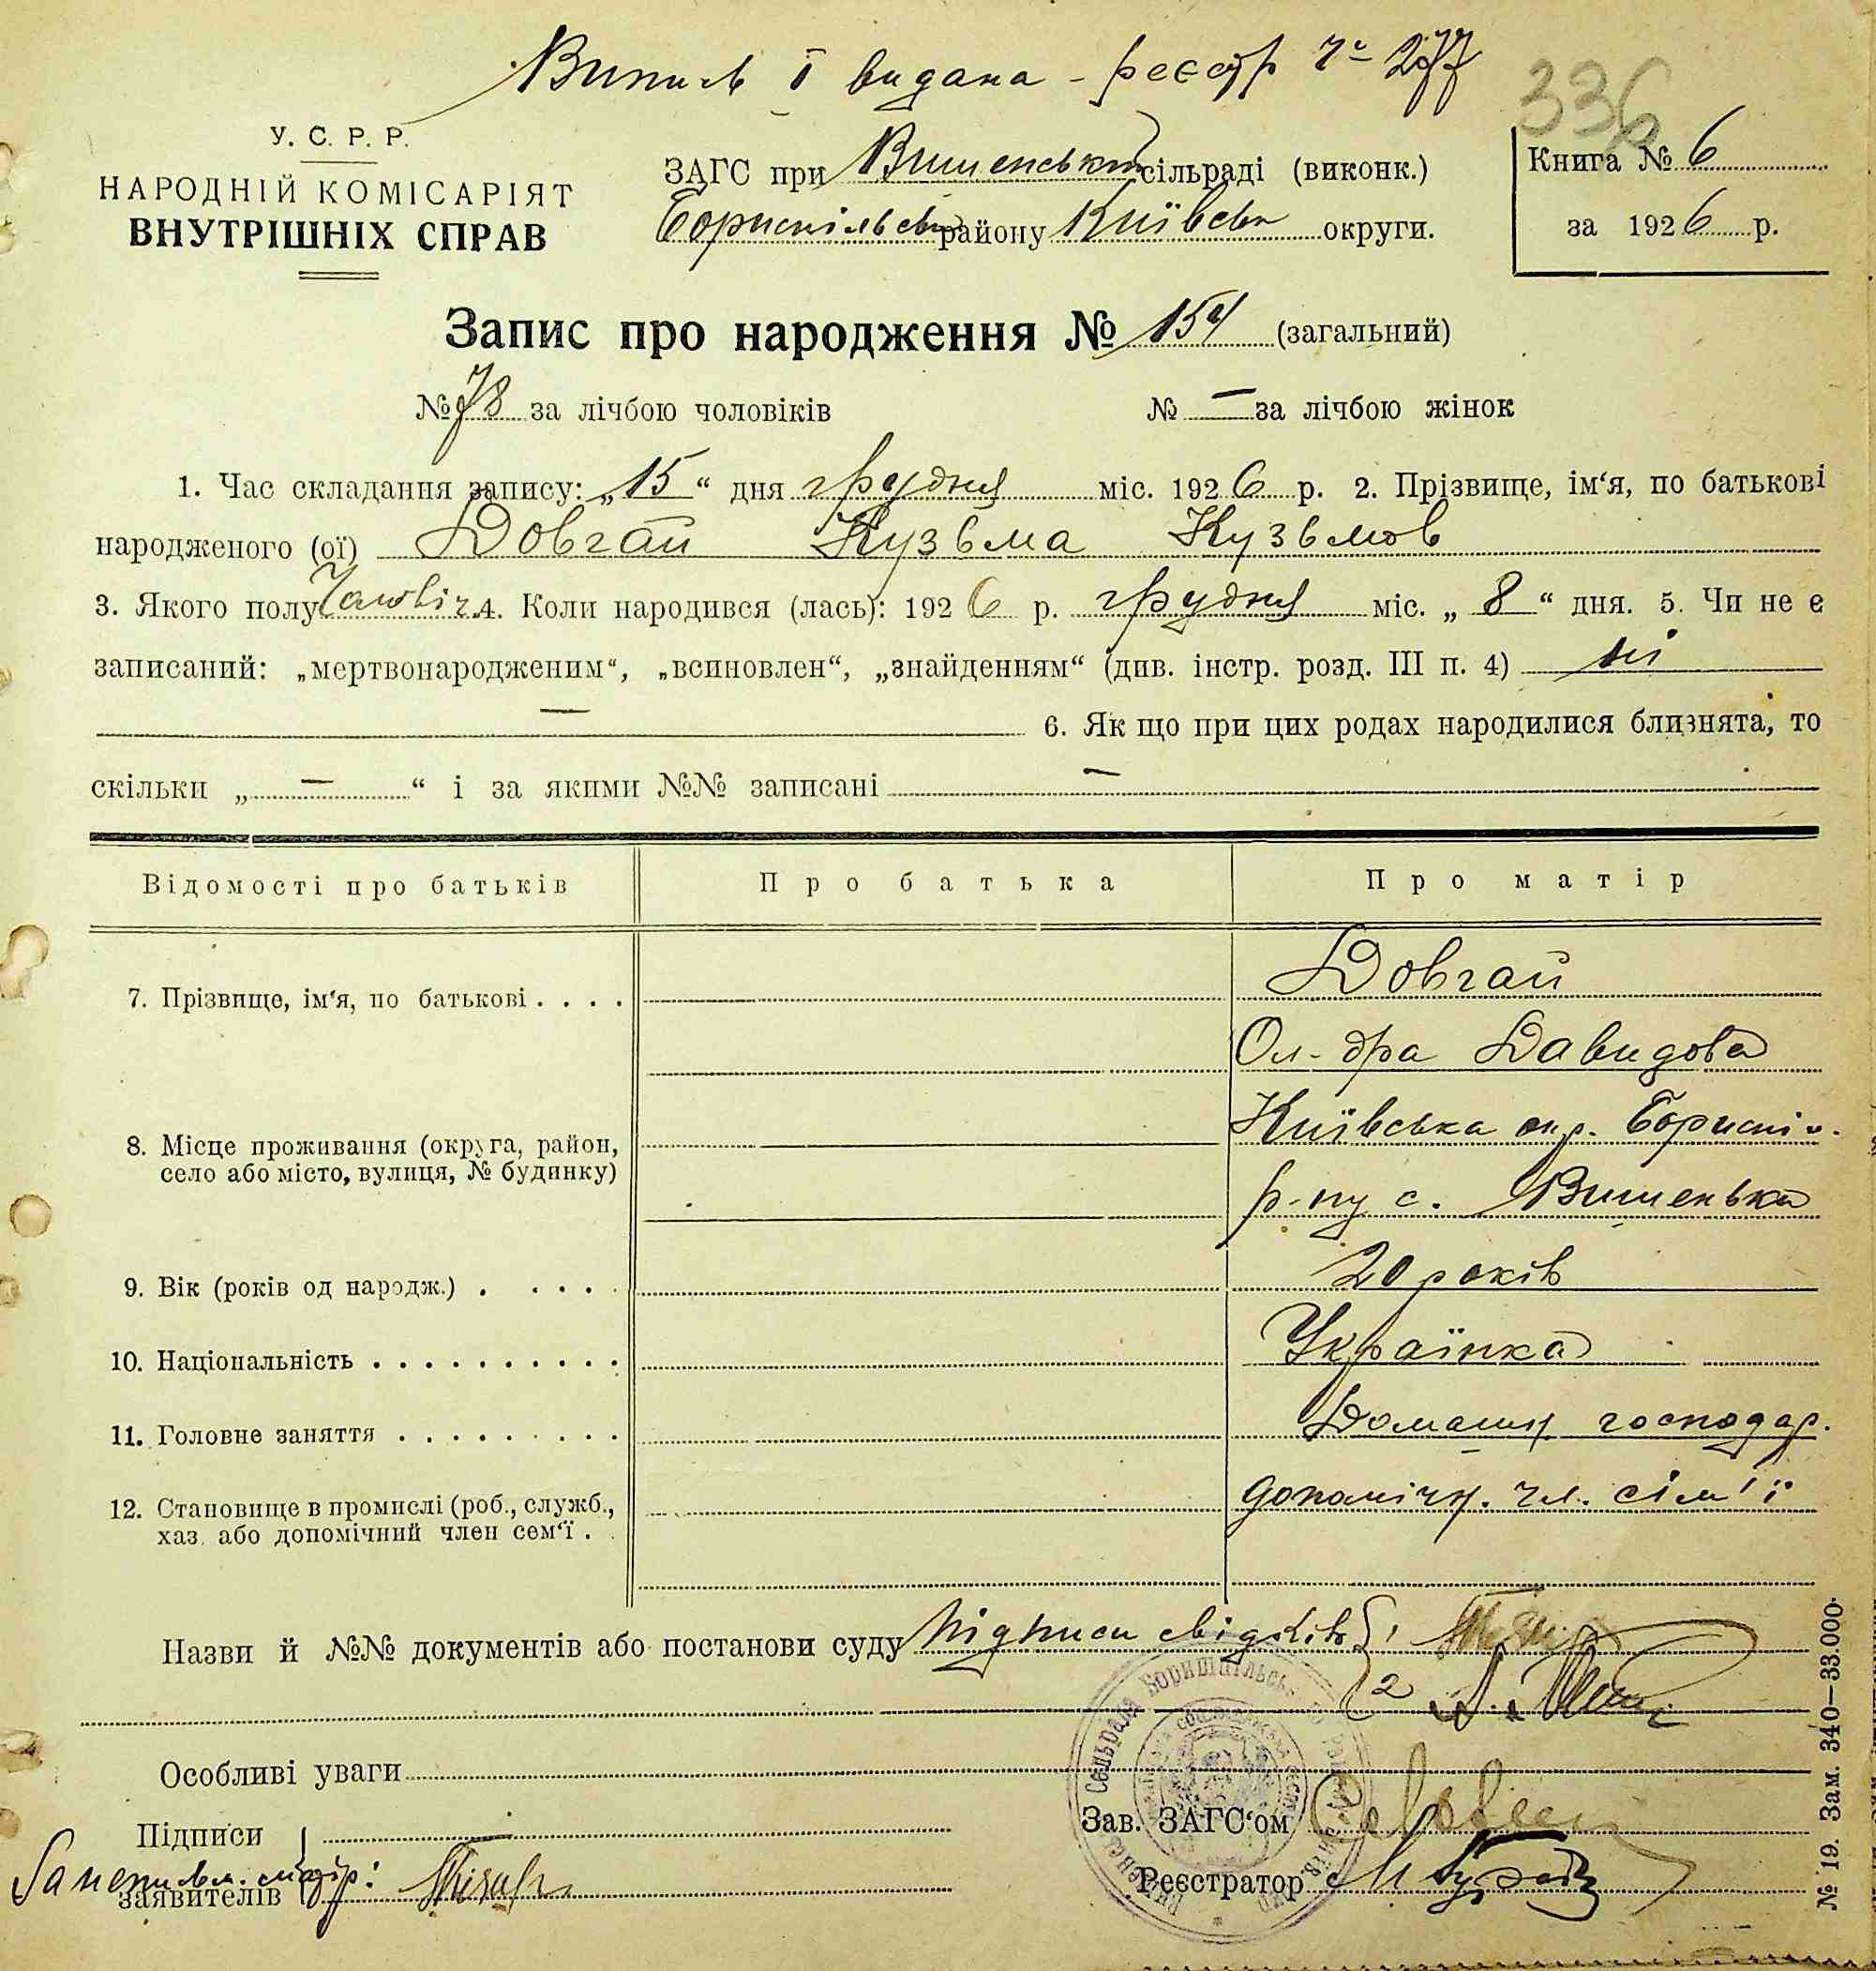 Випись І видана - реєстр № 277
336
У. С. Р. Р.
НАРОДНІЙ КОМІСАРІЯТ
ВНУТРІШНІХ СПРАВ
ЗАГС при Вишенській сільраді (виконк.)
Бориспільськ району Київськ округи.
Книга № 6
за 1926 р.
Запис про народження № 154 (загальний)
№ 78 за лічбою чоловіків № — за лічбою жінок
1. Час складання запису: „15“ дня грудня міс. 1926 р. 2. Прізвище, ім‘я, по батькові
народженого (ої) Довгай Кузьма Кузьмов
3. Якого полу Чоловіч. 4. Коли народився (лась): 1926 р. грудня міс. „8“ дня. 5. Чи не є
записаний: „мертвонародженим“, „всиновлен“, „знайденням“ (див. інстр. розд. III п. 4) ні
— 6. Як що при цих родах народилися близнята, то
скільки „ — “ і за якими №№ записані —
Відомості про батьків Про батька Про матір
7. Прізвище, ім‘я, по батькові . . . . Довгай
Ол-дра Давидова
8. Місце проживання (округа, район, Київська окр. Бориспіл.
село або місто, вулиця, № будинку) р-ну с. Вишенька
9. Вік (років од народж.) . . . . . 20 років
10. Національність . . . . . . . . . . Українка
11. Головне заняття . . . . . . . . . Домашн. господар.
12. Становище в промислі (роб., служб., допомічн. чл. сім'ї
хаз. або допомічний член сем‘ї . .
Назви й №№ документів або постанови суду Підписи свідків 1
2
Особливі уваги
Підписи Зав. ЗАГС‘ом
заявителів Реєстратор
№ 19. Зам. 340—33.000.